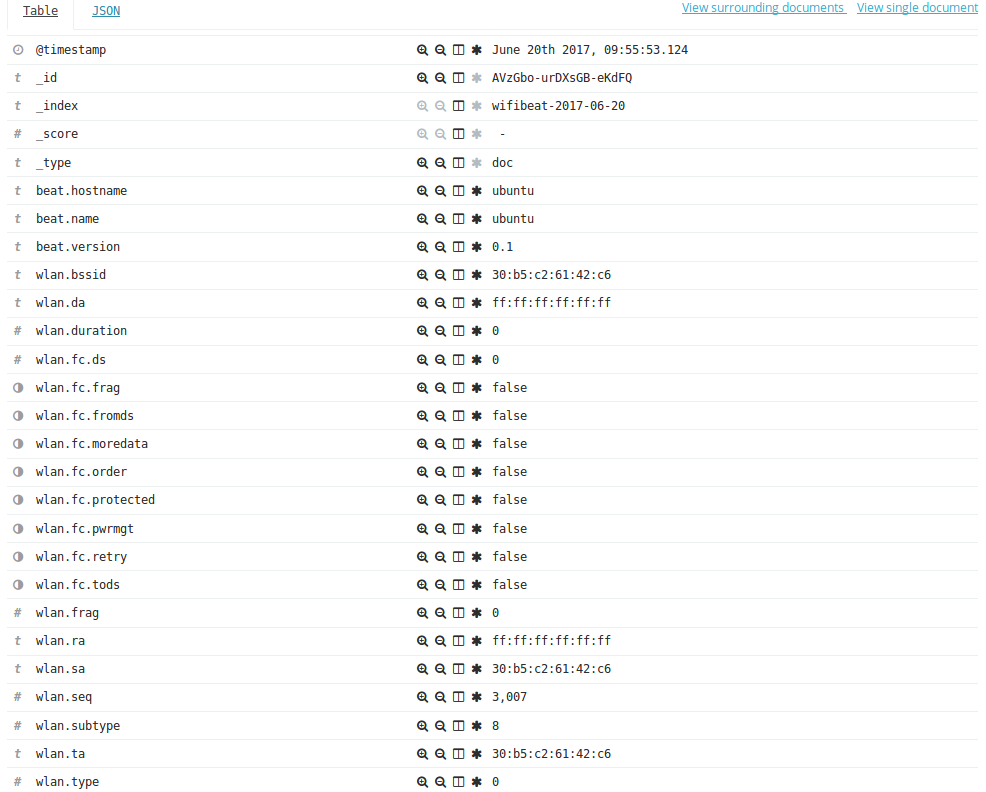 Table JSON View surrounding documents View single document
@timestamp June 20th 2017, 09:55:53.124
t _id AVzGbo-urDXsGB-eKdFQ
t _index wifibeat-2017-06-20
# _score -
t _type doc
t beat.hostname ubuntu
t beat.name ubuntu
t beat.version 0.1
t wlan.bssid 30:b5:c2:61:42:c6
t wlan.da ff:ff:ff:ff:ff:ff
# wlan.duration 0
# wlan.fc.ds 0
wlan.fc.frag false
wlan.fc.fromds false
wlan.fc.moredata false
wlan.fc.order false
wlan.fc.protected false
wlan.fc.pwrmgt false
wlan.fc.retry false
wlan.fc.tods false
# wlan.frag 0
t wlan.ra ff:ff:ff:ff:ff:ff
t wlan.sa 30:b5:c2:61:42:c6
# wlan.seq 3,007
# wlan.subtype 8
t wlan.ta 30:b5:c2:61:42:c6
# wlan.type 0